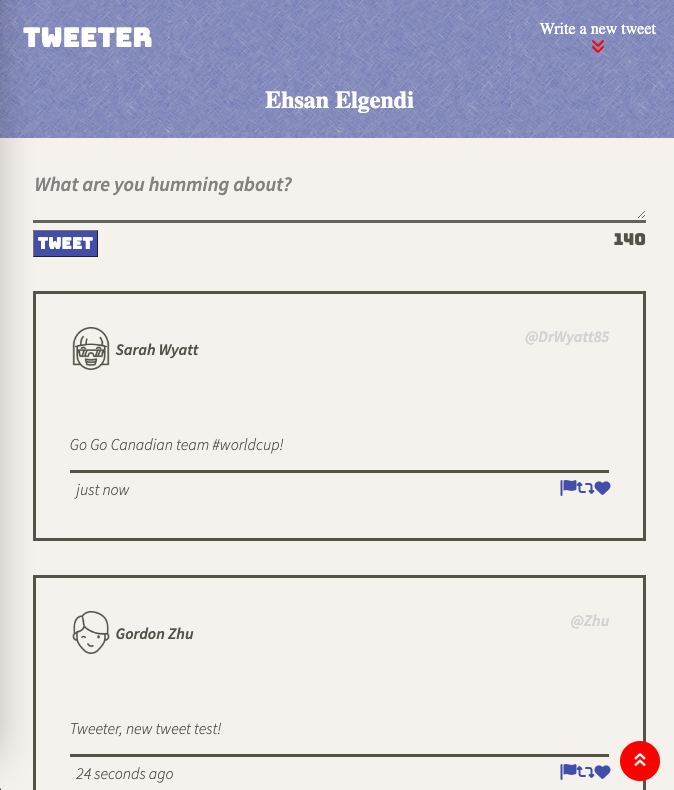 TWEETER
Write a new tweet
Ehsan Elgendi
What are you humming about?
TWEET
140
Sarah Wyatt
@DrWyatt85
Go Go Canadian team #worldcup!
just now
Gordon Zhu
@Zhu
Tweeter, new tweet test!
24 seconds ago